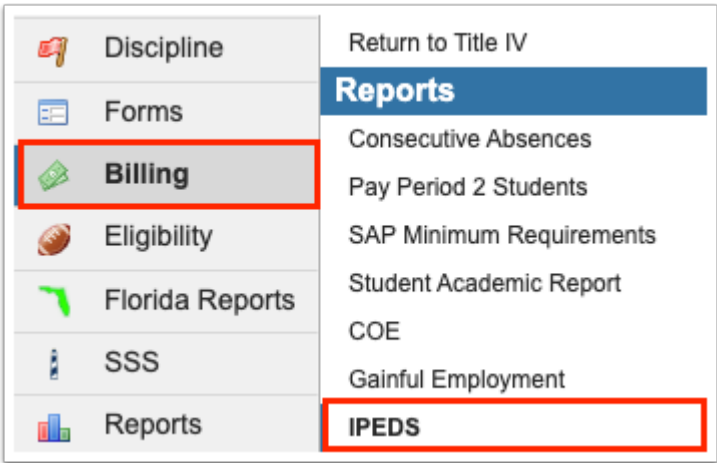 Discipline
Forms
Billing
Eligibility
Florida Reports
SSS
Reports
Return to Title IV
Reports
Consecutive Absences
Pay Period 2 Students
SAP Minimum Requirements
Student Academic Report
COE
Gainful Employment
IPEDS